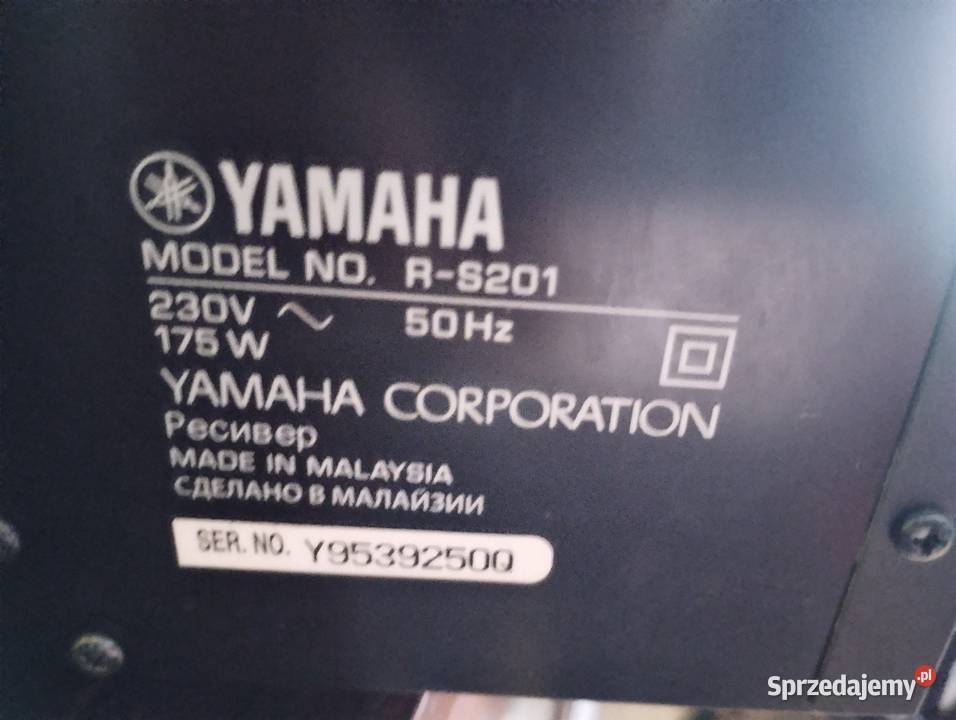 YAMAHA
MODEL NO. R-S201
230V ~ 50Hz
175 W
YAMAHA CORPORATION
Ресивер
MADE IN MALAYSIA
СДЕЛАНО В МАЛАЙЗИИ
SER. NO. Y9539250Q
Sprzedajemy.pl